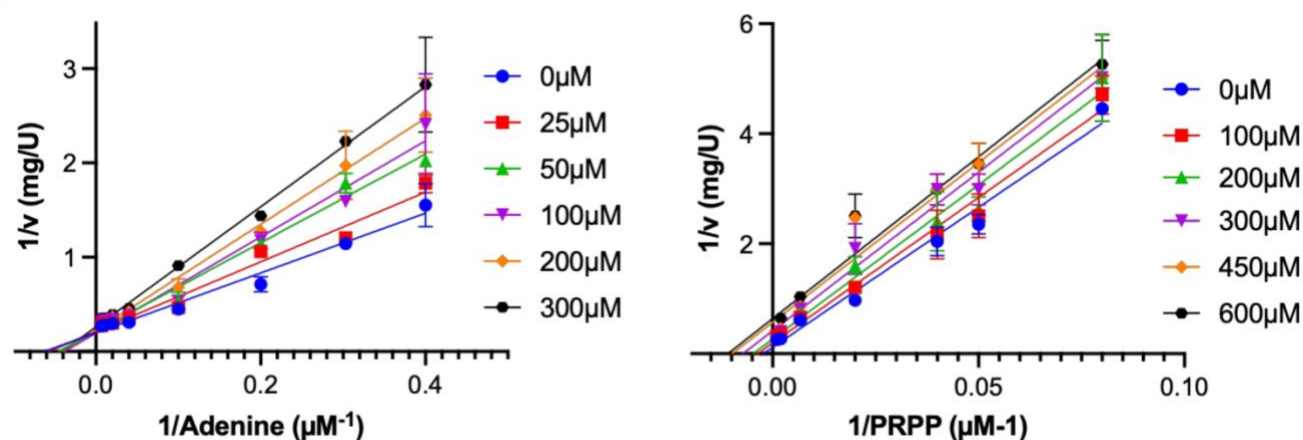 1/v (mg/U)
3
2
1
0.0
0.2
0.4
1/Adenine (µM-1)
0µM
25µM
50µM
100µM
200µM
300µM
1/v (mg/U)
6
4
2
0.00
0.05
0.10
1/PRPP (µM-1)
0µM
100µM
200µM
300µM
450µM
600µM